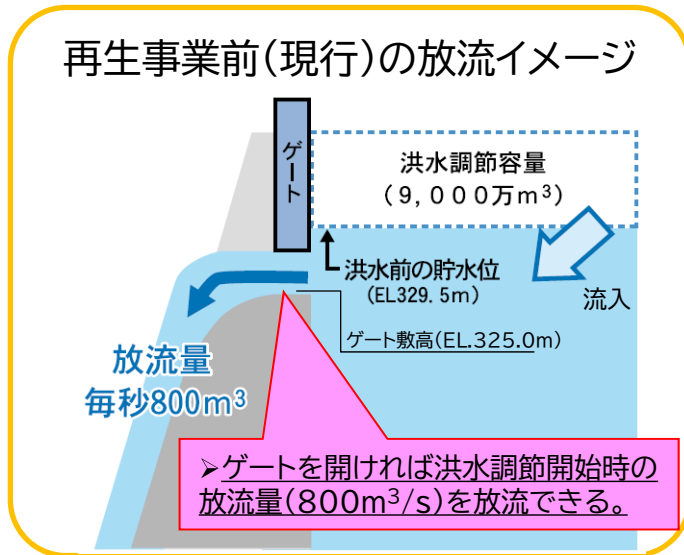 再生事業前(現行)の放流イメージ
ゲート
洪水調節容量
(9,000万m³)
洪水前の貯水位
(EL329.5m)
流入
ゲート敷高(EL.325.0m)
放流量
毎秒800m³
➢ゲートを開ければ洪水調節開始時の
放流量(800m³/s)を放流できる。